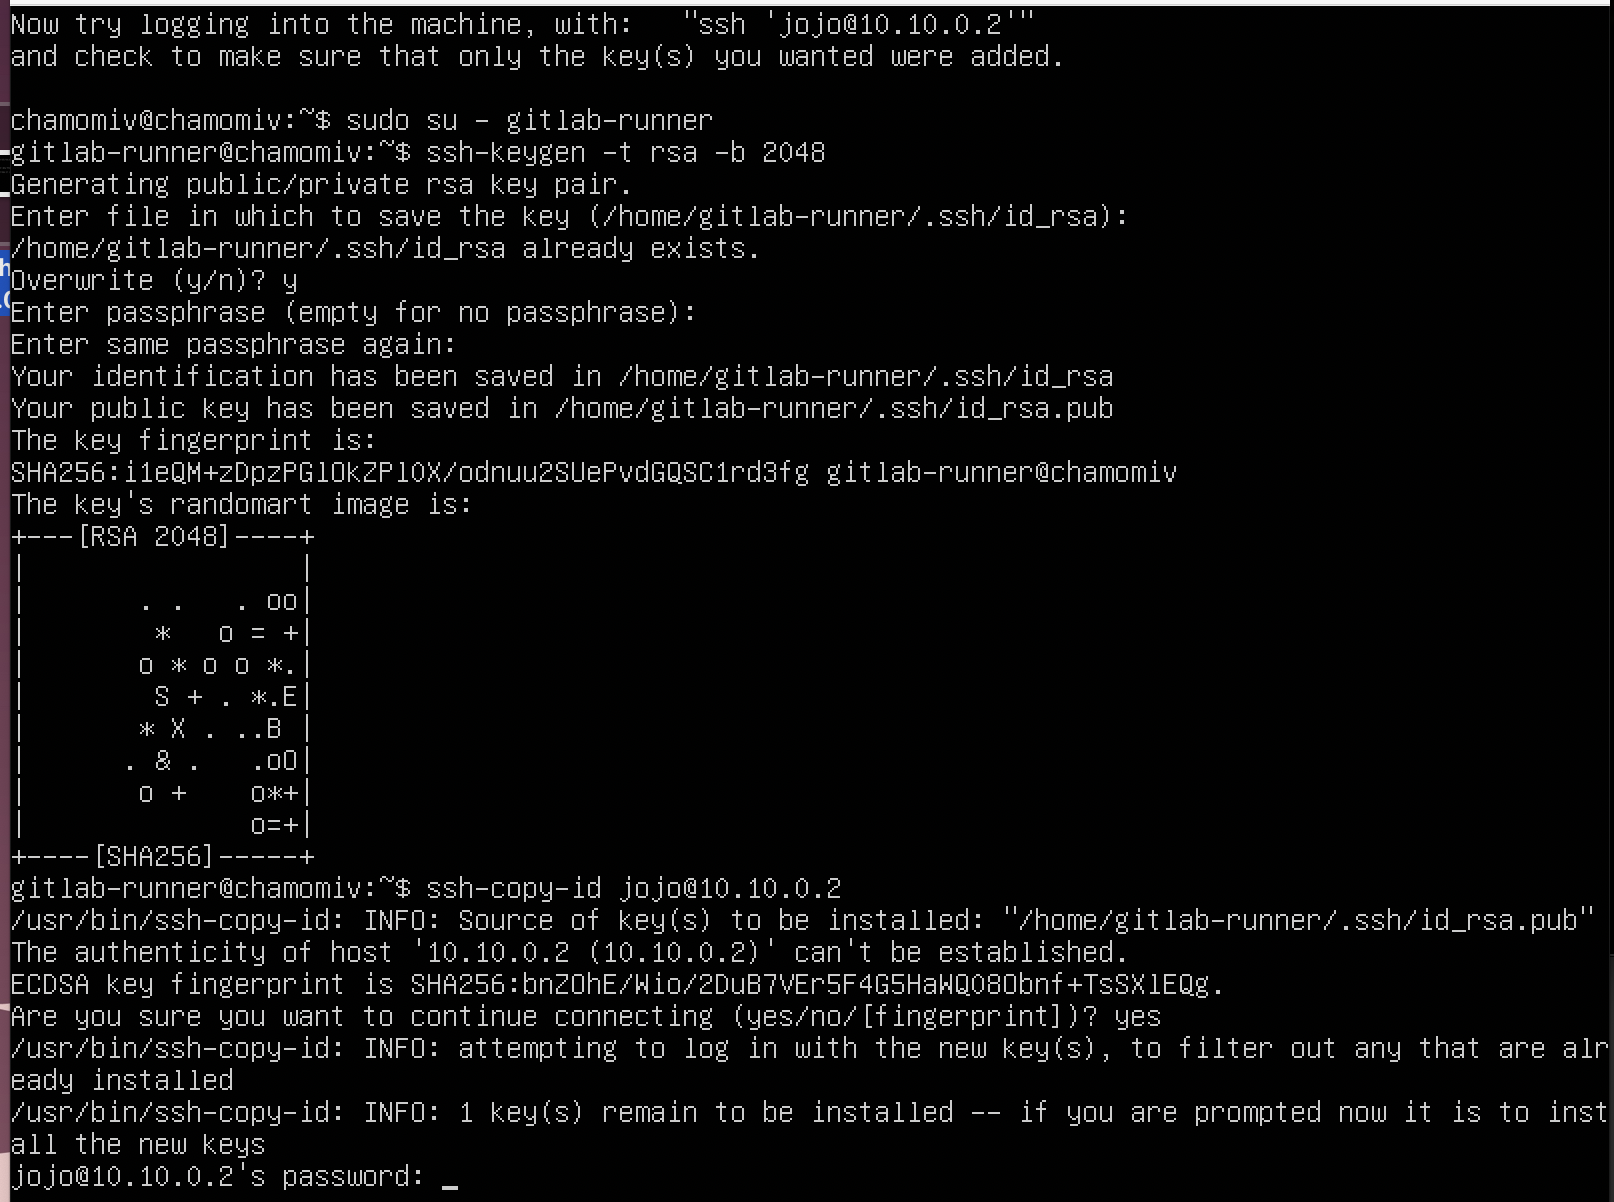 Now try logging into the machine, with:   "ssh 'jojo@10.10.0.2'"
and check to make sure that only the key(s) you wanted were added.

chamomiv@chamomiv:~$ sudo su - gitlab-runner
gitlab-runner@chamomiv:~$ ssh-keygen -t rsa -b 2048
Generating public/private rsa key pair.
Enter file in which to save the key (/home/gitlab-runner/.ssh/id_rsa):
/home/gitlab-runner/.ssh/id_rsa already exists.
Overwrite (y/n)? y
Enter passphrase (empty for no passphrase):
Enter same passphrase again:
Your identification has been saved in /home/gitlab-runner/.ssh/id_rsa
Your public key has been saved in /home/gitlab-runner/.ssh/id_rsa.pub
The key fingerprint is:
SHA256:i1eQM+zDpzPGlOkZPlOX/odnuu2SUePvdGQSC1rd3fg gitlab-runner@chamomiv
The key's randomart image is:
+---[RSA 2048]----+
|                 |
|       . .   . oo|
|        *   o = +|
|       o * o o *.|
|        S + . *.E|
|       * X . ..B |
|      . & .   .oO|
|       o +    o*+|
|              o=+|
+----[SHA256]-----+
gitlab-runner@chamomiv:~$ ssh-copy-id jojo@10.10.0.2
/usr/bin/ssh-copy-id: INFO: Source of key(s) to be installed: "/home/gitlab-runner/.ssh/id_rsa.pub"
The authenticity of host '10.10.0.2 (10.10.0.2)' can't be established.
ECDSA key fingerprint is SHA256:bnZOhE/Wio/2DuB7VEr5F4G5HaWQO8Obnf+TsSXlEQg.
Are you sure you want to continue connecting (yes/no/[fingerprint])? yes
/usr/bin/ssh-copy-id: INFO: attempting to log in with the new key(s), to filter out any that are alr
eady installed
/usr/bin/ssh-copy-id: INFO: 1 key(s) remain to be installed -- if you are prompted now it is to inst
all the new keys
jojo@10.10.0.2's password: _